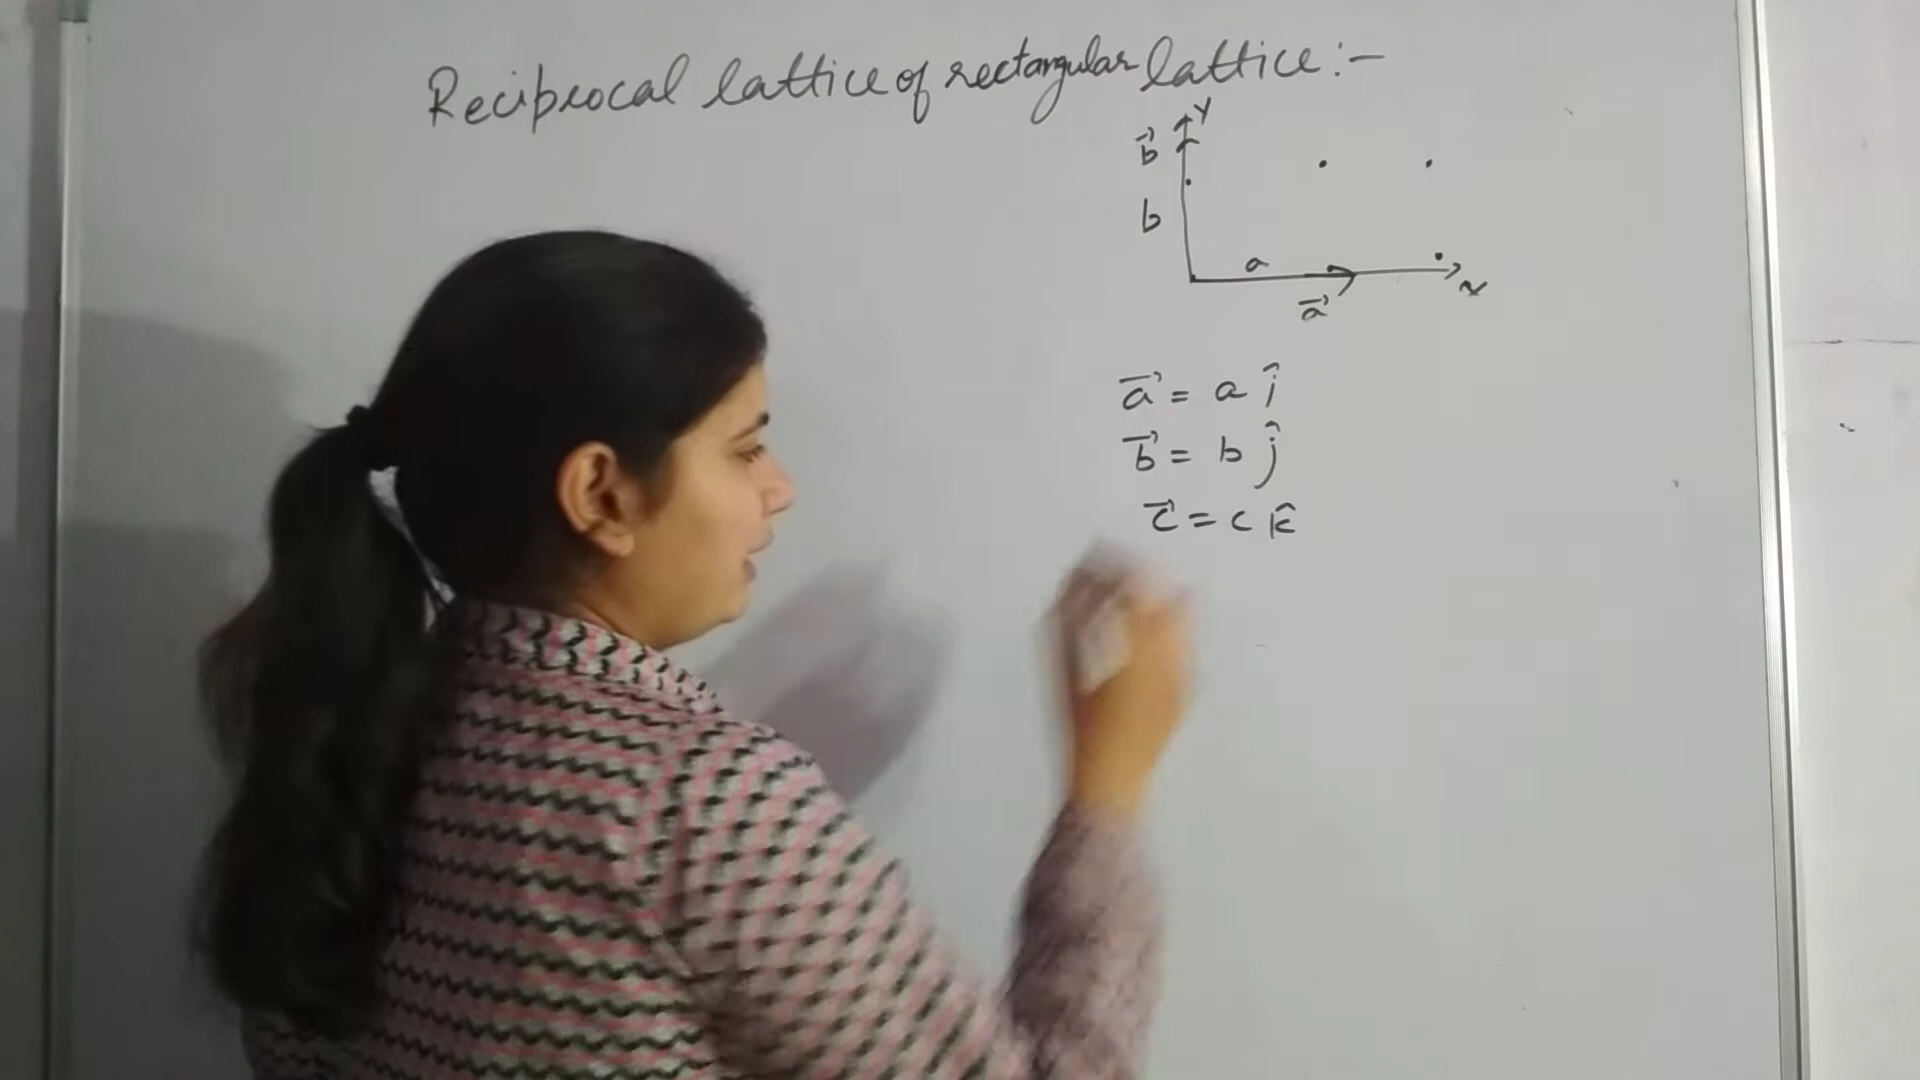 Reciprocal lattice of rectangular lattice:-
y
b⃗
b
a
x
a⃗
a⃗ = a î
b⃗ = b ĵ
c⃗ = c k̂